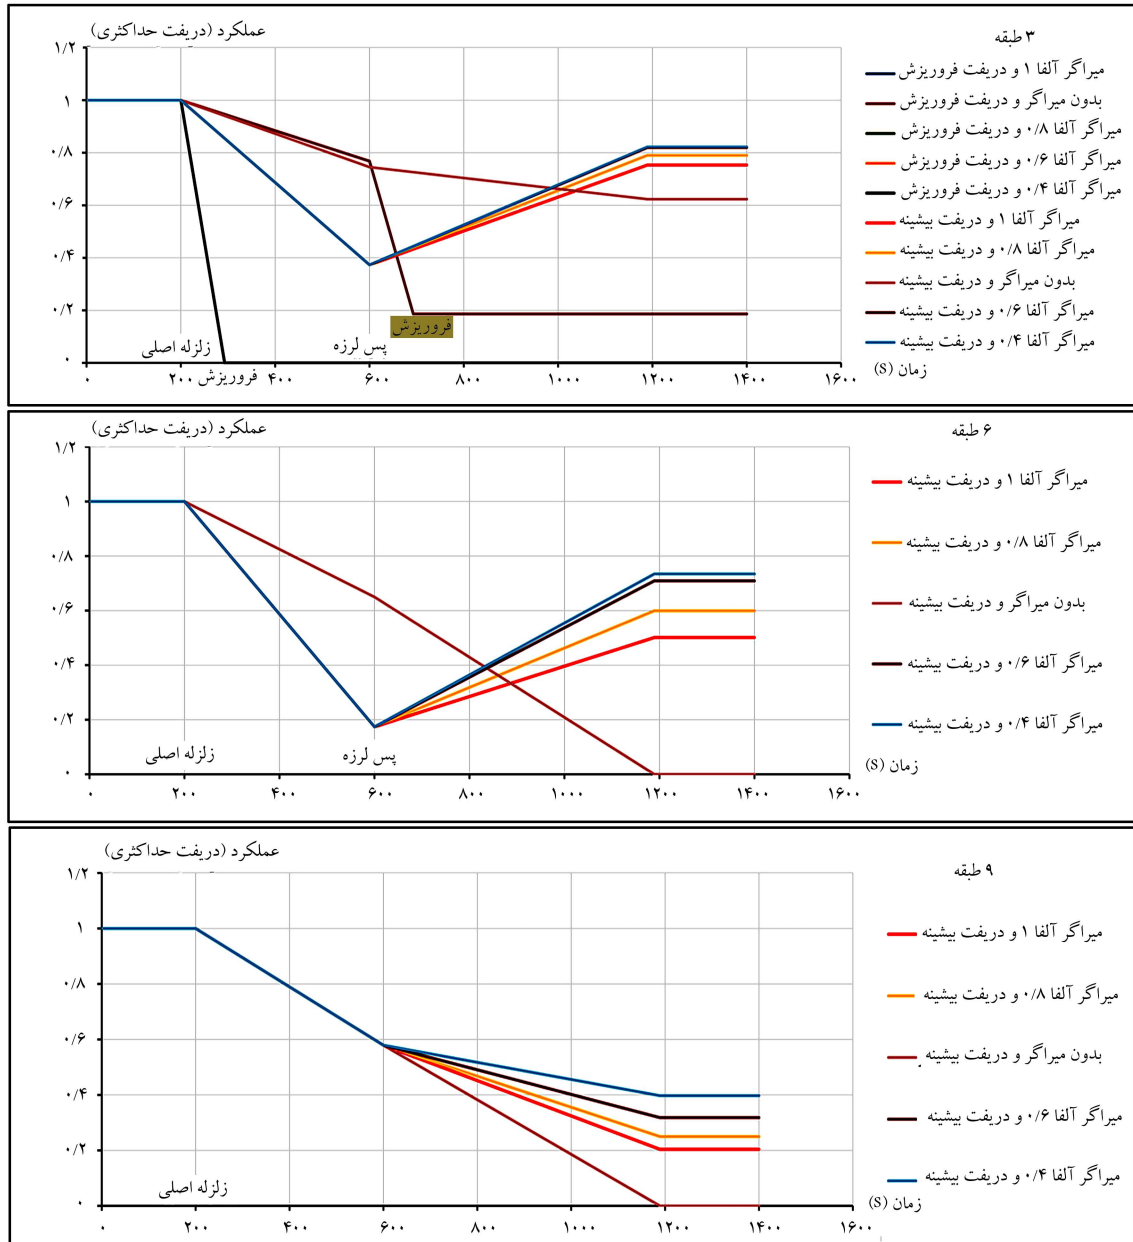 عملکرد (دریفت حداکثری)
۳ طبقه
۱/۲
۱
۰/۸
۰/۶
۰/۴
۰/۲
۰
میراگر آلفا ۱ و دریفت فروریزش
بدون میراگر و دریفت فروریزش
میراگر آلفا ۰/۸ و دریفت فروریزش
میراگر آلفا ۰/۶ و دریفت فروریزش
میراگر آلفا ۰/۴ و دریفت فروریزش
میراگر آلفا ۱ و دریفت بیشینه
میراگر آلفا ۰/۸ و دریفت بیشینه
بدون میراگر و دریفت بیشینه
میراگر آلفا ۰/۶ و دریفت بیشینه
میراگر آلفا ۰/۴ و دریفت بیشینه
فروریزش
زلزله اصلی
پس لرزه
۰ ۲۰۰ فروریزش ۴۰۰ ۶۰۰ ۸۰۰ ۱۰۰۰ ۱۲۰۰ ۱۴۰۰ ۱۶۰۰
زمان (S)
عملکرد (دریفت حداکثری)
۶ طبقه
۱/۲
۱
۰/۸
۰/۶
۰/۴
۰/۲
۰
میراگر آلفا ۱ و دریفت بیشینه
میراگر آلفا ۰/۸ و دریفت بیشینه
بدون میراگر و دریفت بیشینه
میراگر آلفا ۰/۶ و دریفت بیشینه
میراگر آلفا ۰/۴ و دریفت بیشینه
زلزله اصلی
پس لرزه
۰ ۲۰۰ ۴۰۰ ۶۰۰ ۸۰۰ ۱۰۰۰ ۱۲۰۰ ۱۴۰۰ ۱۶۰۰
زمان (S)
عملکرد (دریفت حداکثری)
۹ طبقه
۱/۲
۱
۰/۸
۰/۶
۰/۴
۰/۲
۰
میراگر آلفا ۱ و دریفت بیشینه
میراگر آلفا ۰/۸ و دریفت بیشینه
بدون میراگر و دریفت بیشینه
میراگر آلفا ۰/۶ و دریفت بیشینه
میراگر آلفا ۰/۴ و دریفت بیشینه
زلزله اصلی
۰ ۲۰۰ ۴۰۰ ۶۰۰ ۸۰۰ ۱۰۰۰ ۱۲۰۰ ۱۴۰۰ ۱۶۰۰
زمان (S)